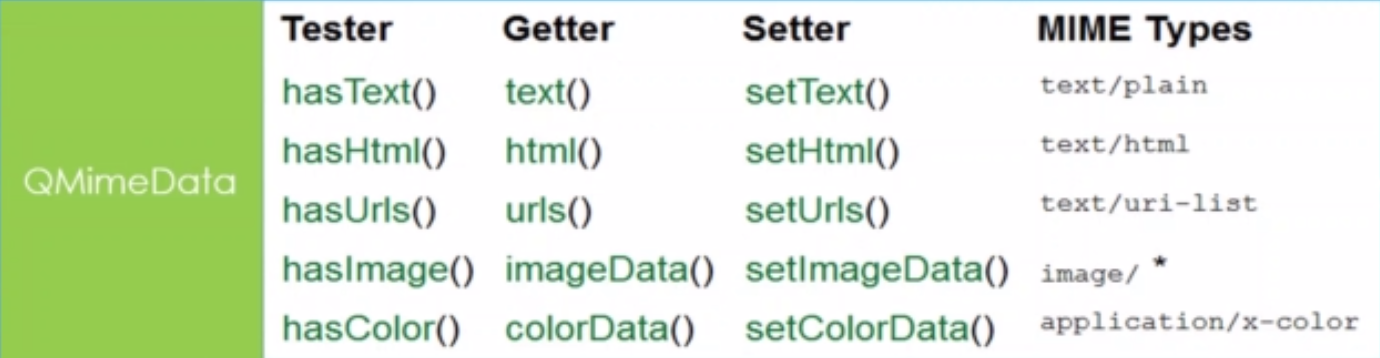 QMimeData
Tester Getter Setter MIME Types
hasText() text() setText() text/plain
hasHtml() html() setHtml() text/html
hasUrls() urls() setUrls() text/uri-list
hasImage() imageData() setImageData() image/ *
hasColor() colorData() setColorData() application/x-color